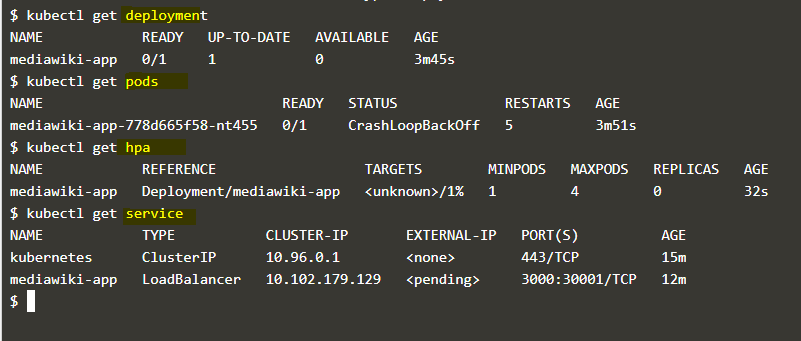 $ kubectl get deployment
NAME READY UP-TO-DATE AVAILABLE AGE
mediawiki-app 0/1 1 0 3m45s
$ kubectl get pods
NAME READY STATUS RESTARTS AGE
mediawiki-app-778d665f58-nt455 0/1 CrashLoopBackOff 5 3m51s
$ kubectl get hpa
NAME REFERENCE TARGETS MINPODS MAXPODS REPLICAS AGE
mediawiki-app Deployment/mediawiki-app <unknown>/1% 1 4 0 32s
$ kubectl get service
NAME TYPE CLUSTER-IP EXTERNAL-IP PORT(S) AGE
kubernetes ClusterIP 10.96.0.1 <none> 443/TCP 15m
mediawiki-app LoadBalancer 10.102.179.129 <pending> 3000:30001/TCP 12m
$